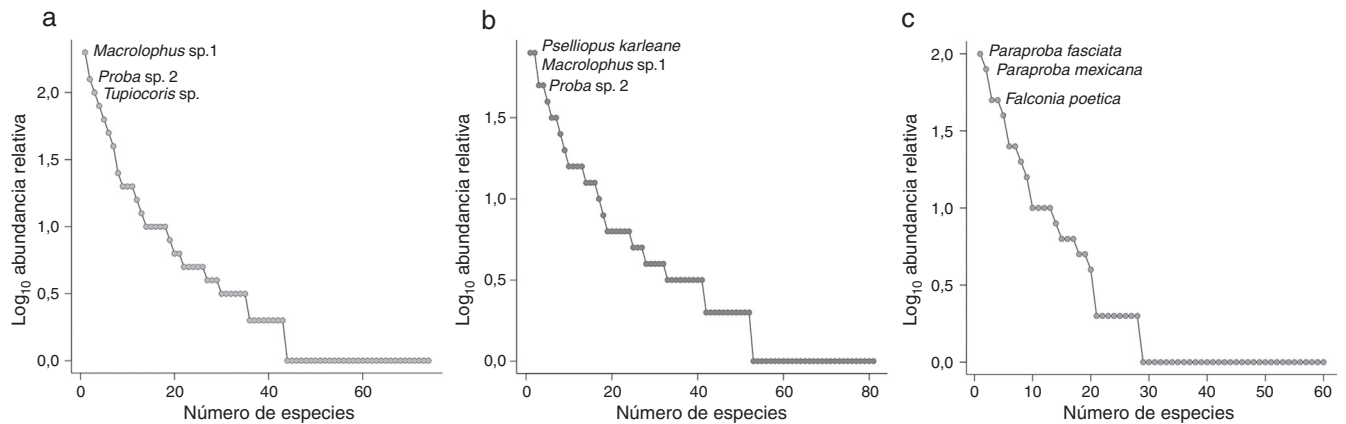 a
Macrolophus sp.1
Proba sp. 2
Tupiocoris sp.
2,0
1,5
1,0
0,5
0,0
Log10 abundancia relativa
0 20 40 60
Número de especies
b
Pselliopus karleane
Macrolophus sp.1
Proba sp. 2
1,5
1,0
0,5
0,0
Log10 abundancia relativa
0 20 40 60 80
Número de especies
c
Paraproba fasciata
Paraproba mexicana
Falconia poetica
2,0
1,5
1,0
0,5
0,0
Log10 abundancia relativa
0 10 20 30 40 50 60
Número de especies